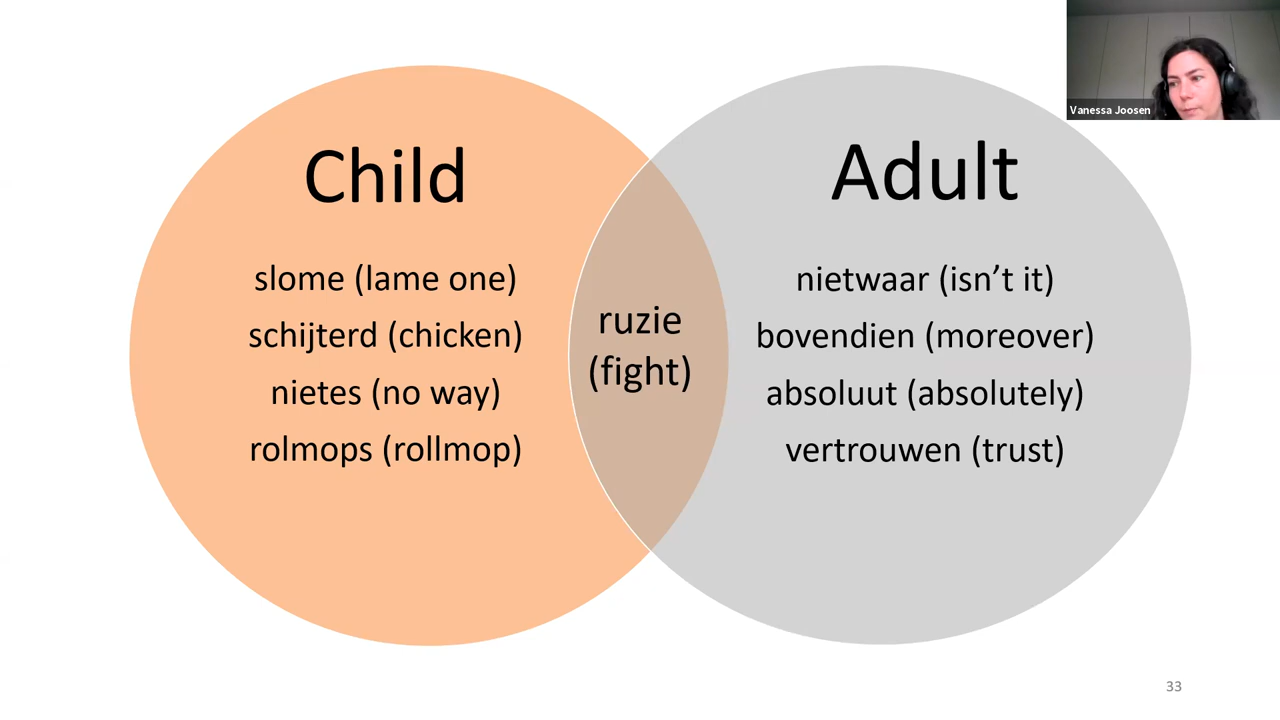 Vanessa Joosen
Child
slome (lame one)
schijterd (chicken)
nietes (no way)
rolmops (rollmop)
ruzie
(fight)
Adult
nietwaar (isn’t it)
bovendien (moreover)
absoluut (absolutely)
vertrouwen (trust)
33